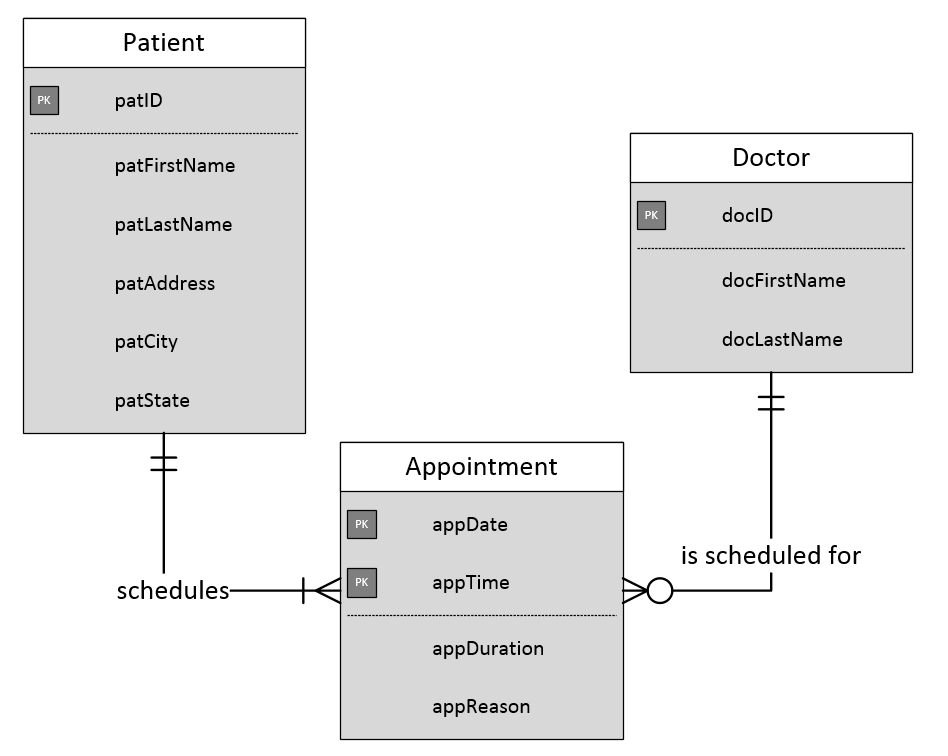 Patient
PK patID
patFirstName
patLastName
patAddress
patCity
patState
Doctor
PK docID
docFirstName
docLastName
Appointment
PK appDate
PK appTime
appDuration
appReason
schedules
is scheduled for